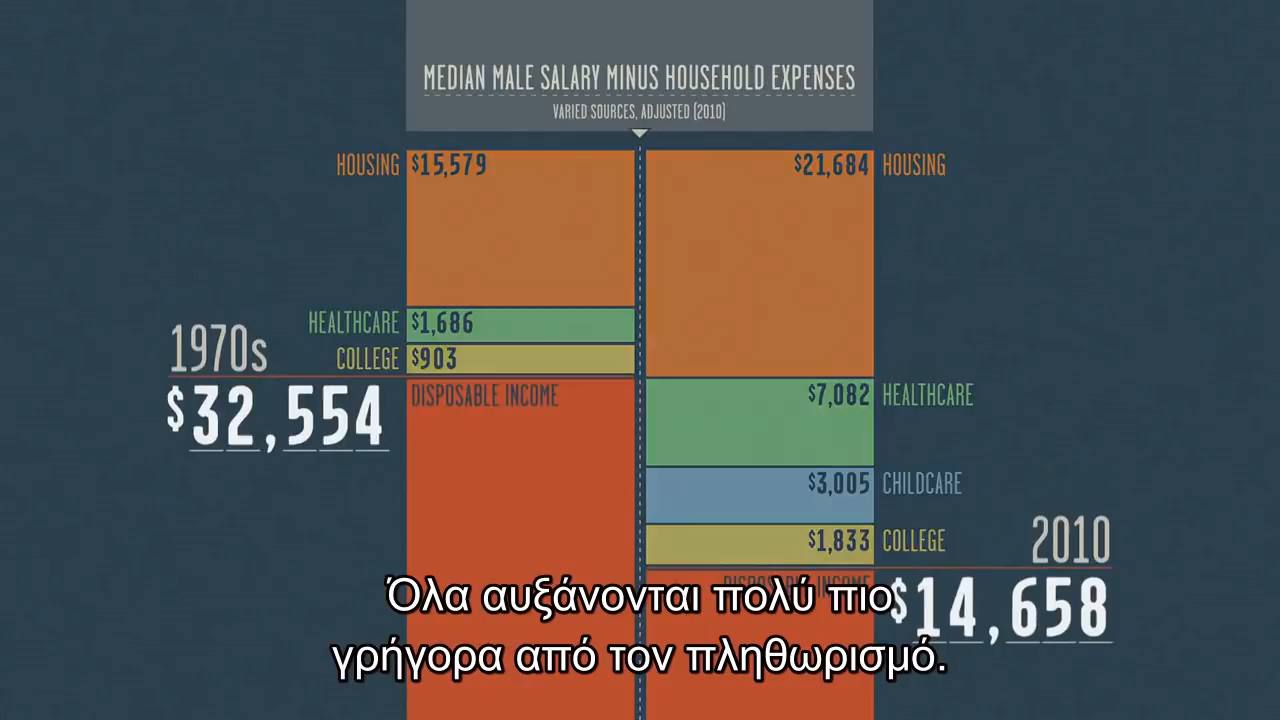 MEDIAN MALE SALARY MINUS HOUSEHOLD EXPENSES
VARIED SOURCES, ADJUSTED (2010)
HOUSING $15,579
$21,684 HOUSING
HEALTHCARE $1,686
COLLEGE $903
1970s
$32,554
DISPOSABLE INCOME
$7,082 HEALTHCARE
$3,005 CHILDCARE
$1,833 COLLEGE
2010
DISPOSABLE INCOME
$14,658
Όλα αυξάνονται πολύ πιο
γρήγορα από τον πληθωρισμό.